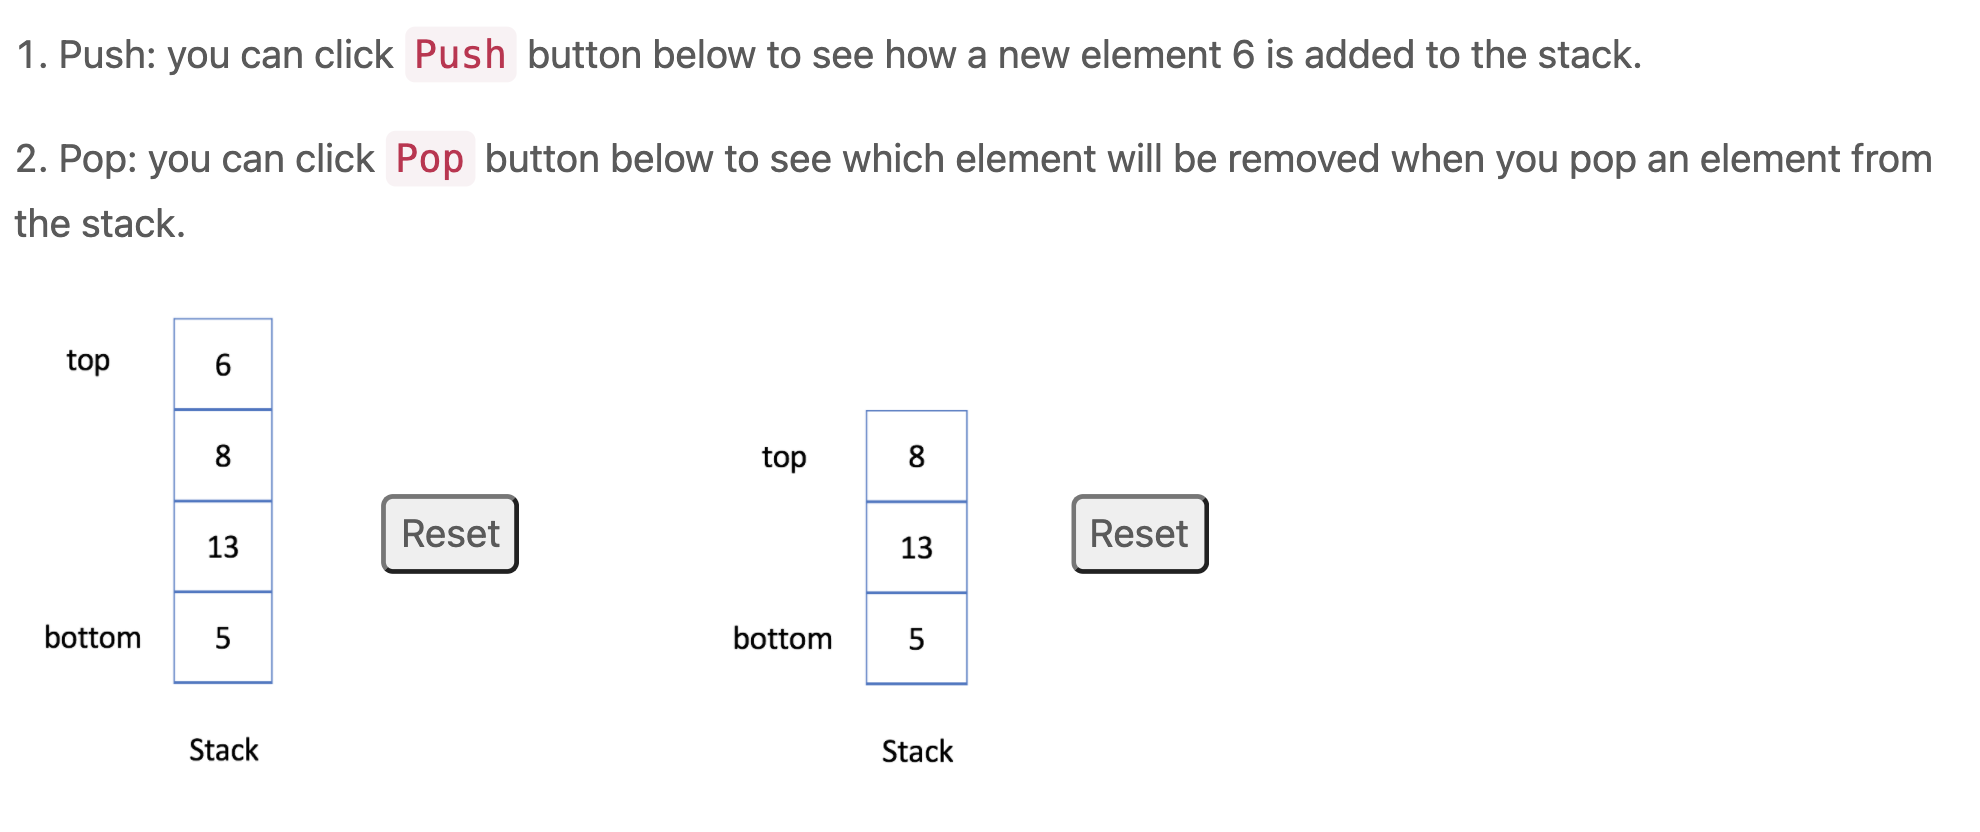 1. Push: you can click Push button below to see how a new element 6 is added to the stack.
2. Pop: you can click Pop button below to see which element will be removed when you pop an element from
the stack.
top 6
8
13
bottom 5
Stack
Reset
top 8
13
bottom 5
Stack
Reset